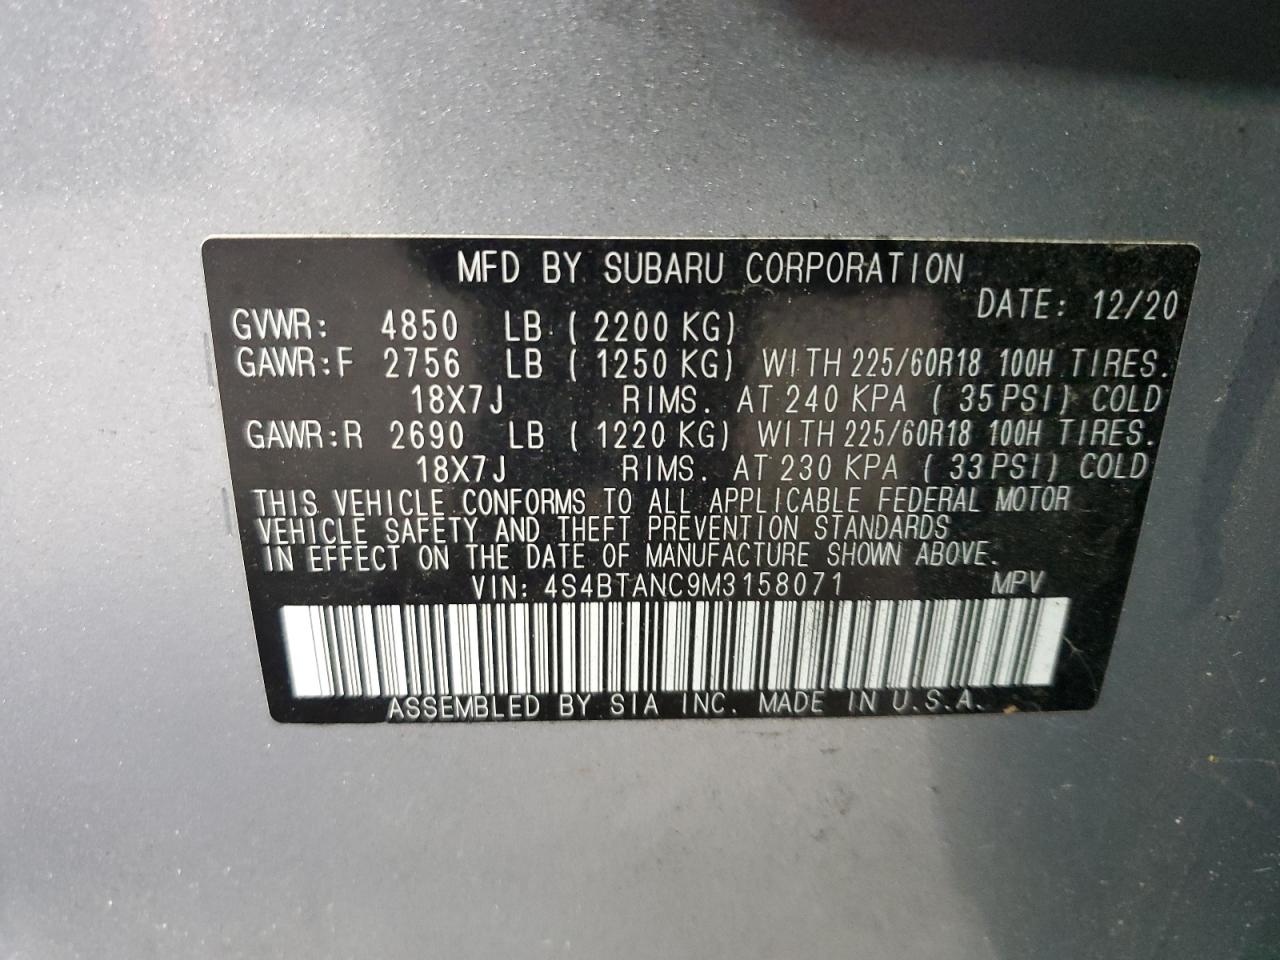 MFD BY SUBARU CORPORATION
DATE: 12/20
GVWR: 4850 LB ( 2200 KG)
GAWR:F 2756 LB ( 1250 KG) WITH 225/60R18 100H TIRES.
18X7J RIMS. AT 240 KPA ( 35 PSI) COLD
GAWR:R 2690 LB ( 1220 KG) WITH 225/60R18 100H TIRES.
18X7J RIMS. AT 230 KPA ( 33 PSI) COLD
THIS VEHICLE CONFORMS TO ALL APPLICABLE FEDERAL MOTOR
VEHICLE SAFETY AND THEFT PREVENTION STANDARDS
IN EFFECT ON THE DATE OF MANUFACTURE SHOWN ABOVE.
VIN: 4S4BTANC9M3158071 MPV
ASSEMBLED BY SIA INC. MADE IN U.S.A.